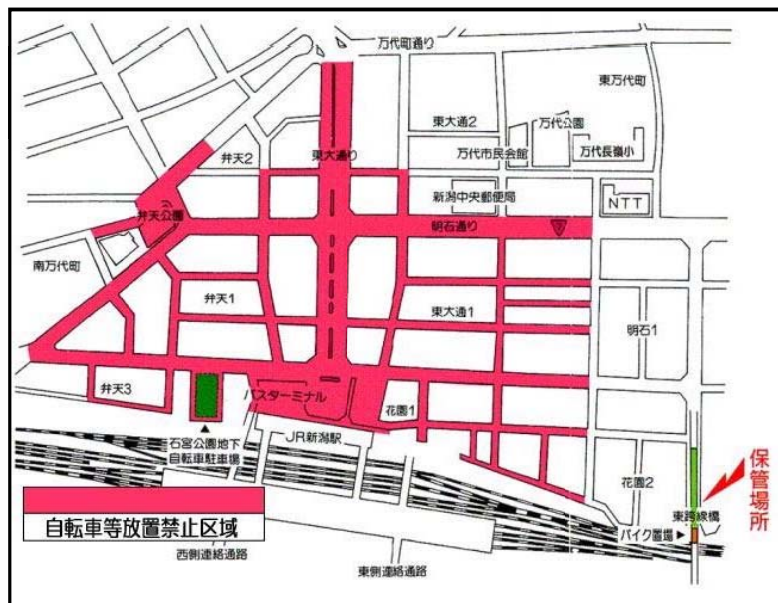 万代町通り
東万代町
東大通2
万代公園
弁天2
東大通り
万代市民会館
万代長嶺小
新潟中央郵便局
NTT
弁天公園
明石通り
南万代町
弁天1
東大通1
明石1
弁天3
バスターミナル
花園1
石宮公園地下
自転車駐車場
JR新潟駅
花園2
保管場所
東跨線橋
バイク置場
自転車等放置禁止区域
西側連絡通路
東側連絡通路